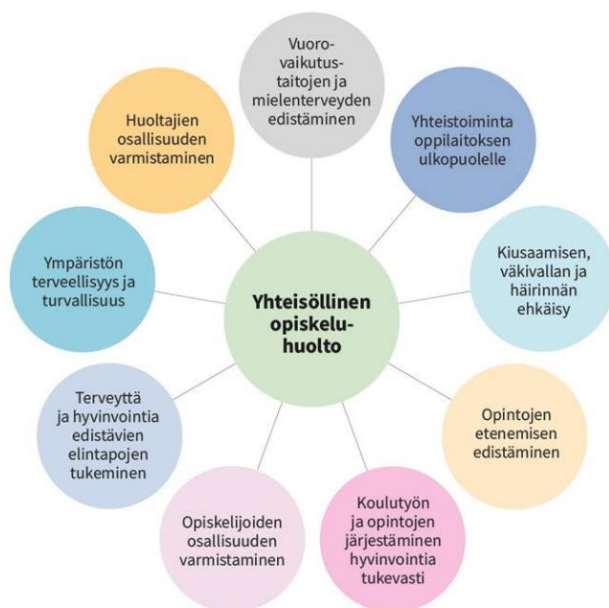 Vuoro-
vaikutus-
taitojen ja
mielenterveyden
edistäminen
Yhteistoiminta
oppilaitoksen
ulkopuolelle
Kiusaamisen,
väkivallan ja
häirinnän
ehkäisy
Opintojen
etenemisen
edistäminen
Koulutyön
ja opintojen
järjestäminen
hyvinvointia
tukevasti
Opiskelijoiden
osallisuuden
varmistaminen
Terveyttä
ja hyvinvointia
edistävien
elintapojen
tukeminen
Ympäristön
terveellisyys ja
turvallisuus
Huoltajien
osallisuuden
varmistaminen
Yhteisöllinen
opiskelu-
huolto